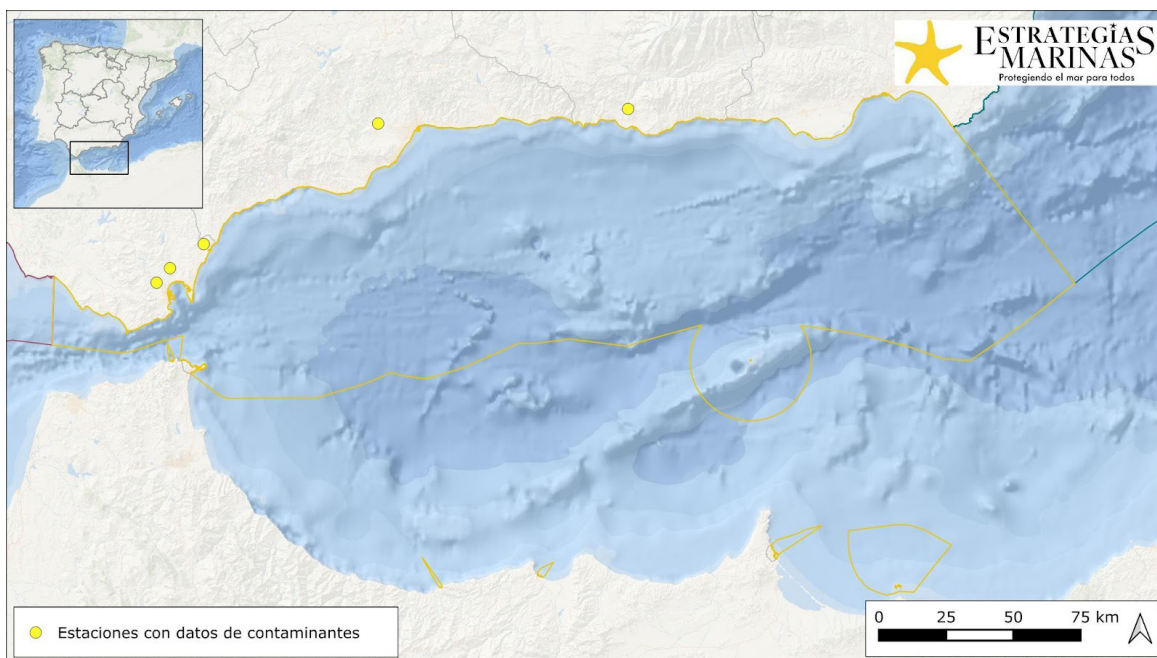 ESTRATEGIAS
MARINAS
Protegiendo el mar para todos
Estaciones con datos de contaminantes
0 25 50 75 km